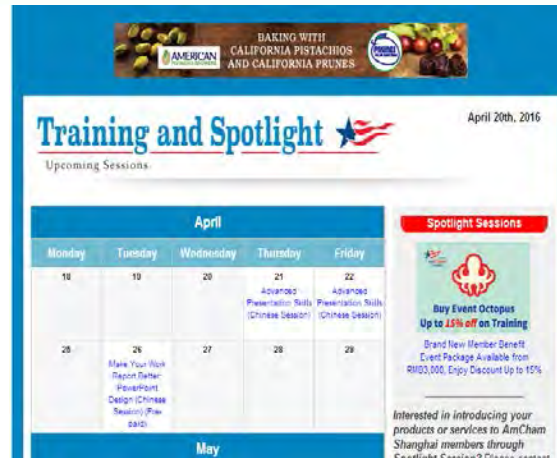 BAKING WITH
CALIFORNIA PISTACHIOS
AND CALIFORNIA PRUNES
AMERICAN
Training and Spotlight
Upcoming Sessions
April 20th, 2016
April
Monday Tuesday Wednesday Thursday Friday
18 19 20 21 22
Advanced Presentation Skills (Chinese Session)
Advanced Presentation Skills (Chinese Session)
25 26 27 28 29
Make Your Work
Report Better:
PowerPoint
Design (Chinese
Session)
May
Spotlight Sessions
Buy Event Octopus
Up to 15% off on Training
Brand New Member Benefit
Event Package Available from
RMB3,000, Enjoy Discount Up to 15%
Interested in introducing your
products or services to AmCham
Shanghai members through
Spotlight Session? Please contact